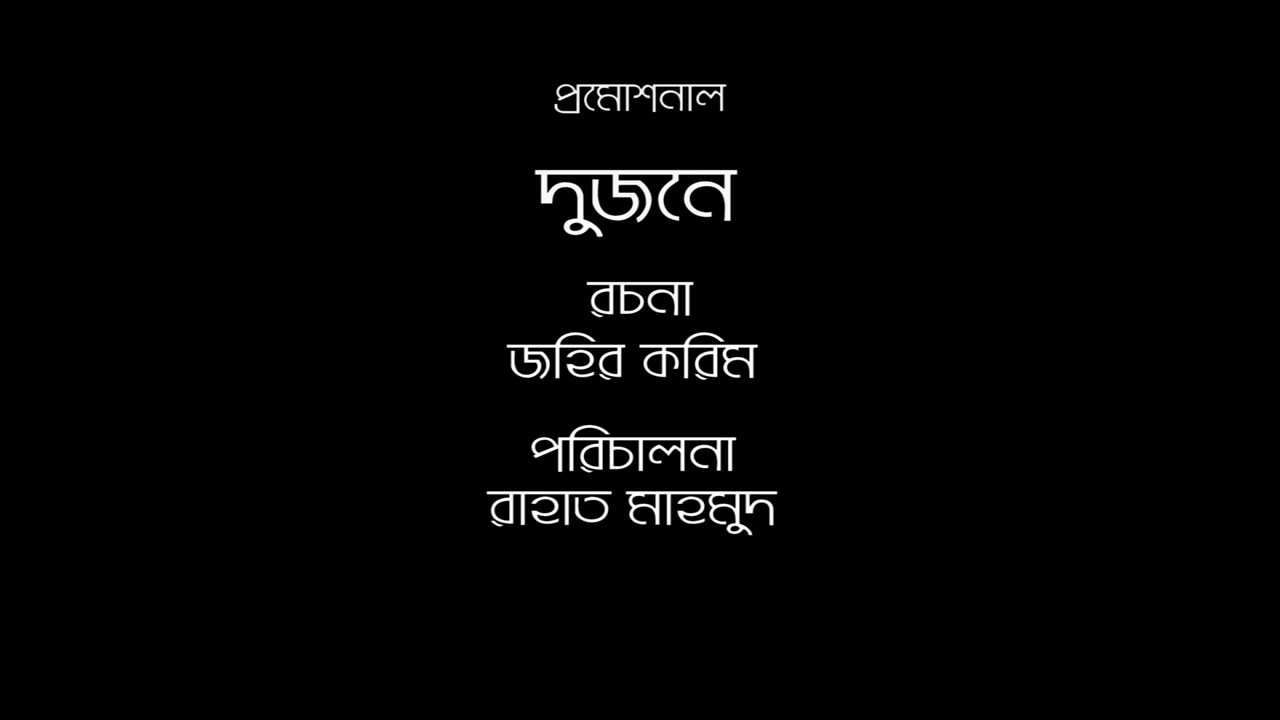 প্রমোশনাল
দুজনে
রচনা
জহির করিম
পরিচালনা
রাহাত মাহমুদ